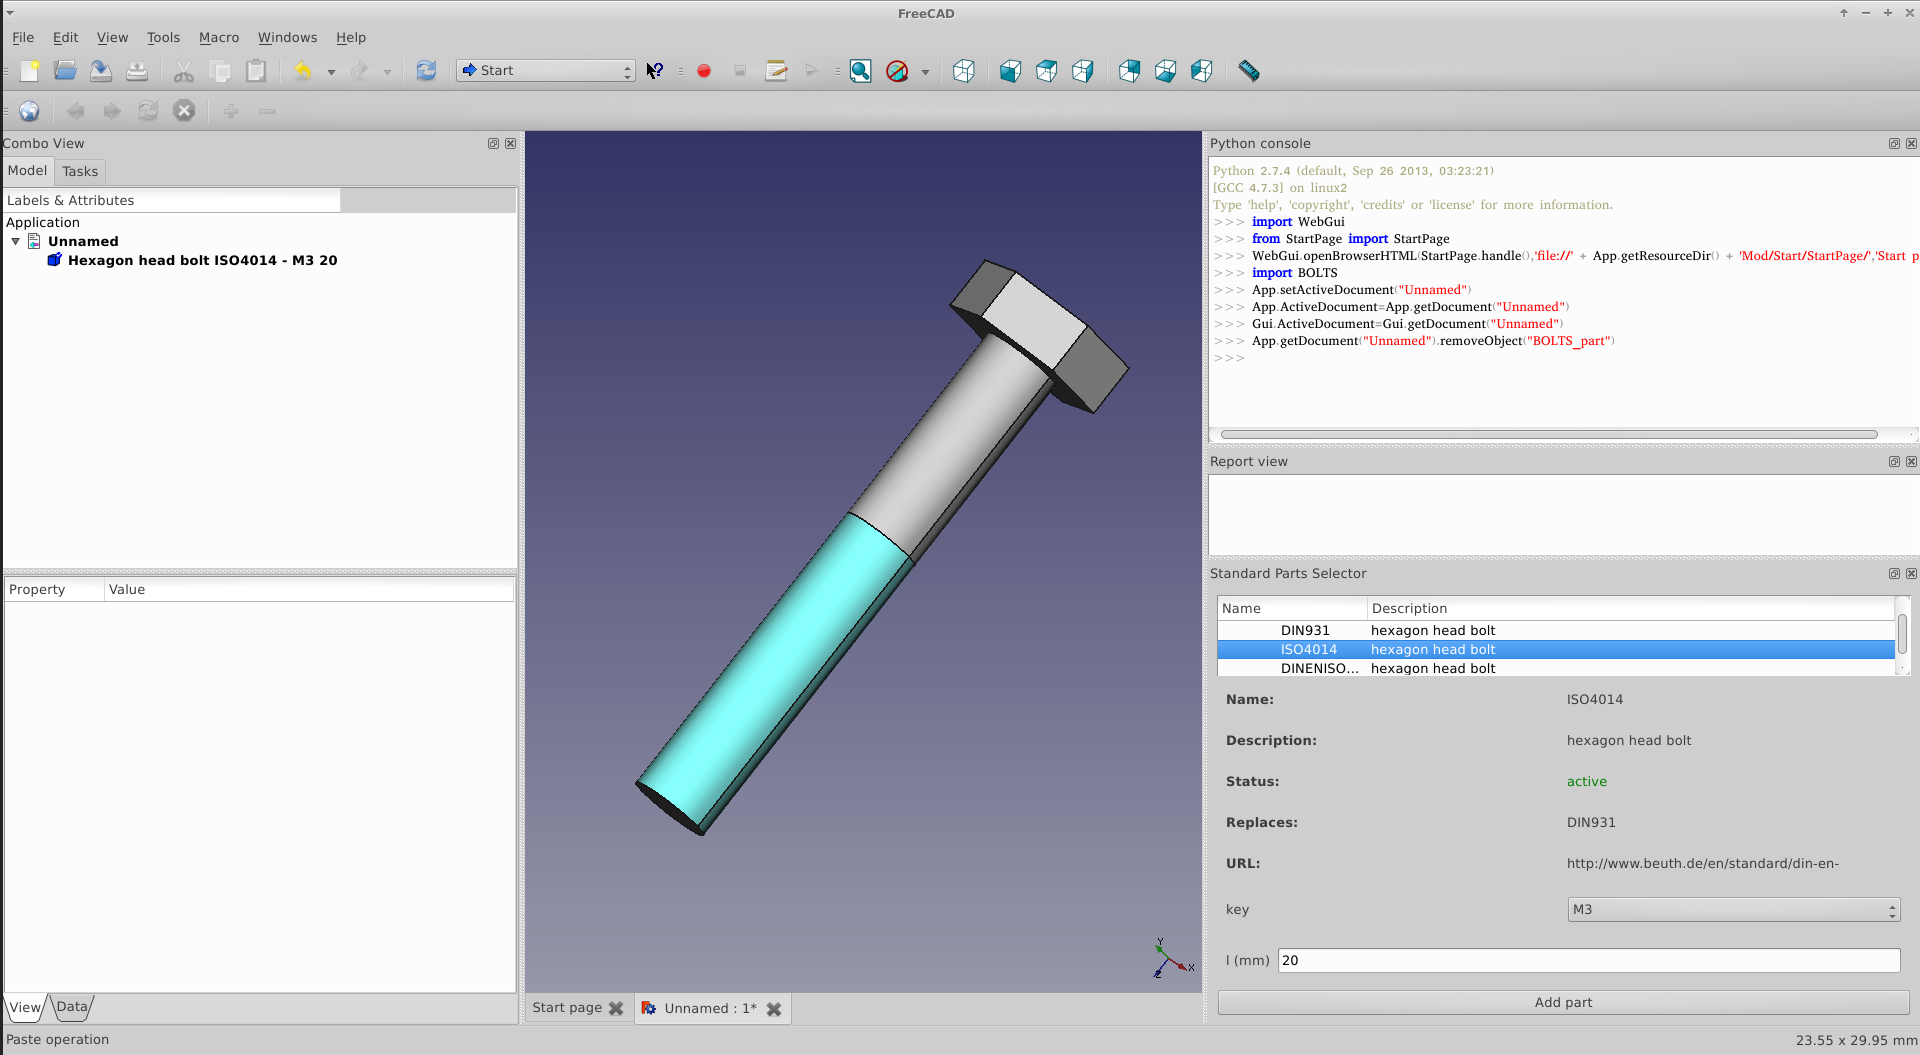 FreeCAD
File Edit View Tools Macro Windows Help
Start
Combo View
Model Tasks
Labels & Attributes
Application
Unnamed
Hexagon head bolt ISO4014 - M3 20
Property Value
View Data
Y
X
Z
Start page
Unnamed : 1*
Python console
Python 2.7.4 (default, Sep 26 2013, 03:23:21)
[GCC 4.7.3] on linux2
Type 'help', 'copyright', 'credits' or 'license' for more information.
>>> import WebGui
>>> from StartPage import StartPage
>>> WebGui.openBrowserHTML(StartPage.handle(),'file://' + App.getResourceDir() + 'Mod/Start/StartPage/','Start p
>>> import BOLTS
>>> App.setActiveDocument("Unnamed")
>>> App.ActiveDocument=App.getDocument("Unnamed")
>>> Gui.ActiveDocument=Gui.getDocument("Unnamed")
>>> App.getDocument("Unnamed").removeObject("BOLTS_part")
>>>
Report view
Standard Parts Selector
Name Description
DIN931 hexagon head bolt
ISO4014 hexagon head bolt
DINENISO... hexagon head bolt
Name: ISO4014
Description: hexagon head bolt
Status: active
Replaces: DIN931
URL: http://www.beuth.de/en/standard/din-en-
key M3
l (mm) 20
Add part
Paste operation
23.55 x 29.95 mm